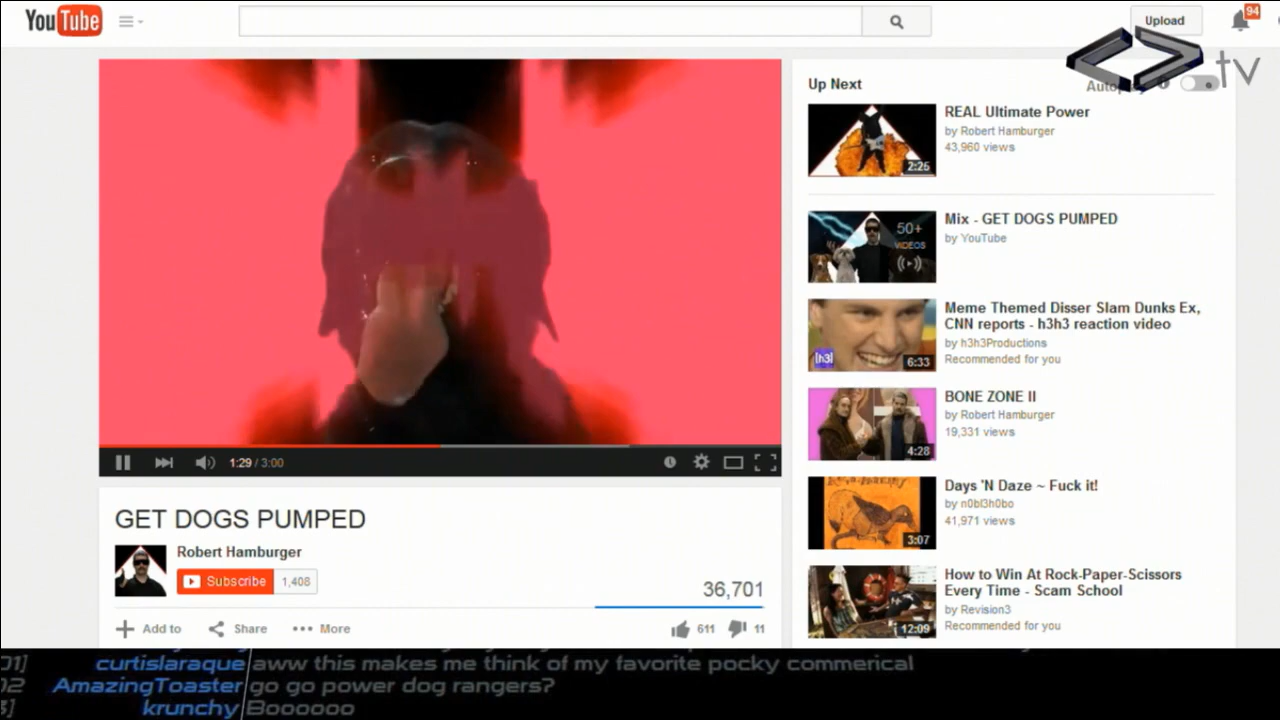 YouTube
Upload
94
.tv
Up Next
REAL Ultimate Power
by Robert Hamburger
43,960 views
2:25
Mix - GET DOGS PUMPED
by YouTube
50+
VIDEOS
Meme Themed Disser Slam Dunks Ex,
CNN reports - h3h3 reaction video
by h3h3Productions
Recommended for you
[h3]
6:33
BONE ZONE II
by Robert Hamburger
19,331 views
4:28
Days 'N Daze ~ Fuck it!
by n0bl3h0bo
41,971 views
3:07
How to Win At Rock-Paper-Scissors
Every Time - Scam School
by Revision3
Recommended for you
12:09
1:29 / 3:00
GET DOGS PUMPED
Robert Hamburger
Subscribe 1,408
36,701
Add to Share More 611 11
01] curtislaraque aww this makes me think of my favorite pocky commerical
02 AmazingToaster go go power dog rangers?
krunchy Boooooo